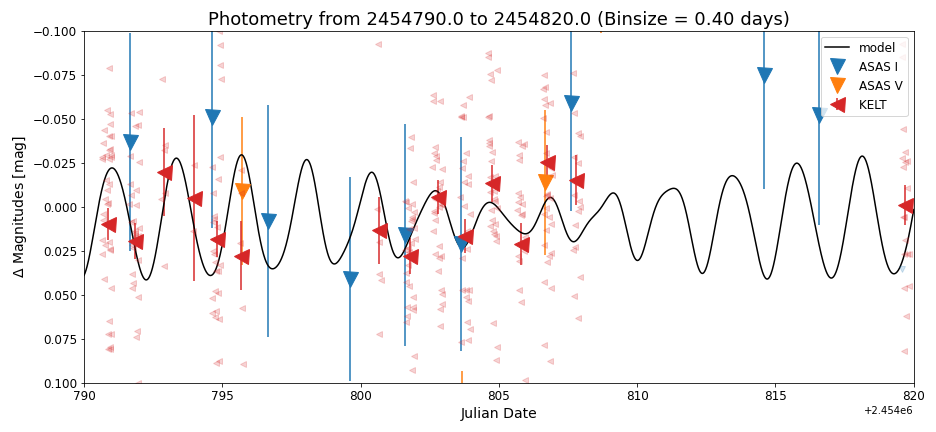 Photometry from 2454790.0 to 2454820.0 (Binsize = 0.40 days)
−0.100
−0.075
−0.050
−0.025
0.000
0.025
0.050
0.075
0.100
Δ Magnitudes [mag]
model
ASAS I
ASAS V
KELT
790
795
800
805
810
815
820
+2.454e6
Julian Date